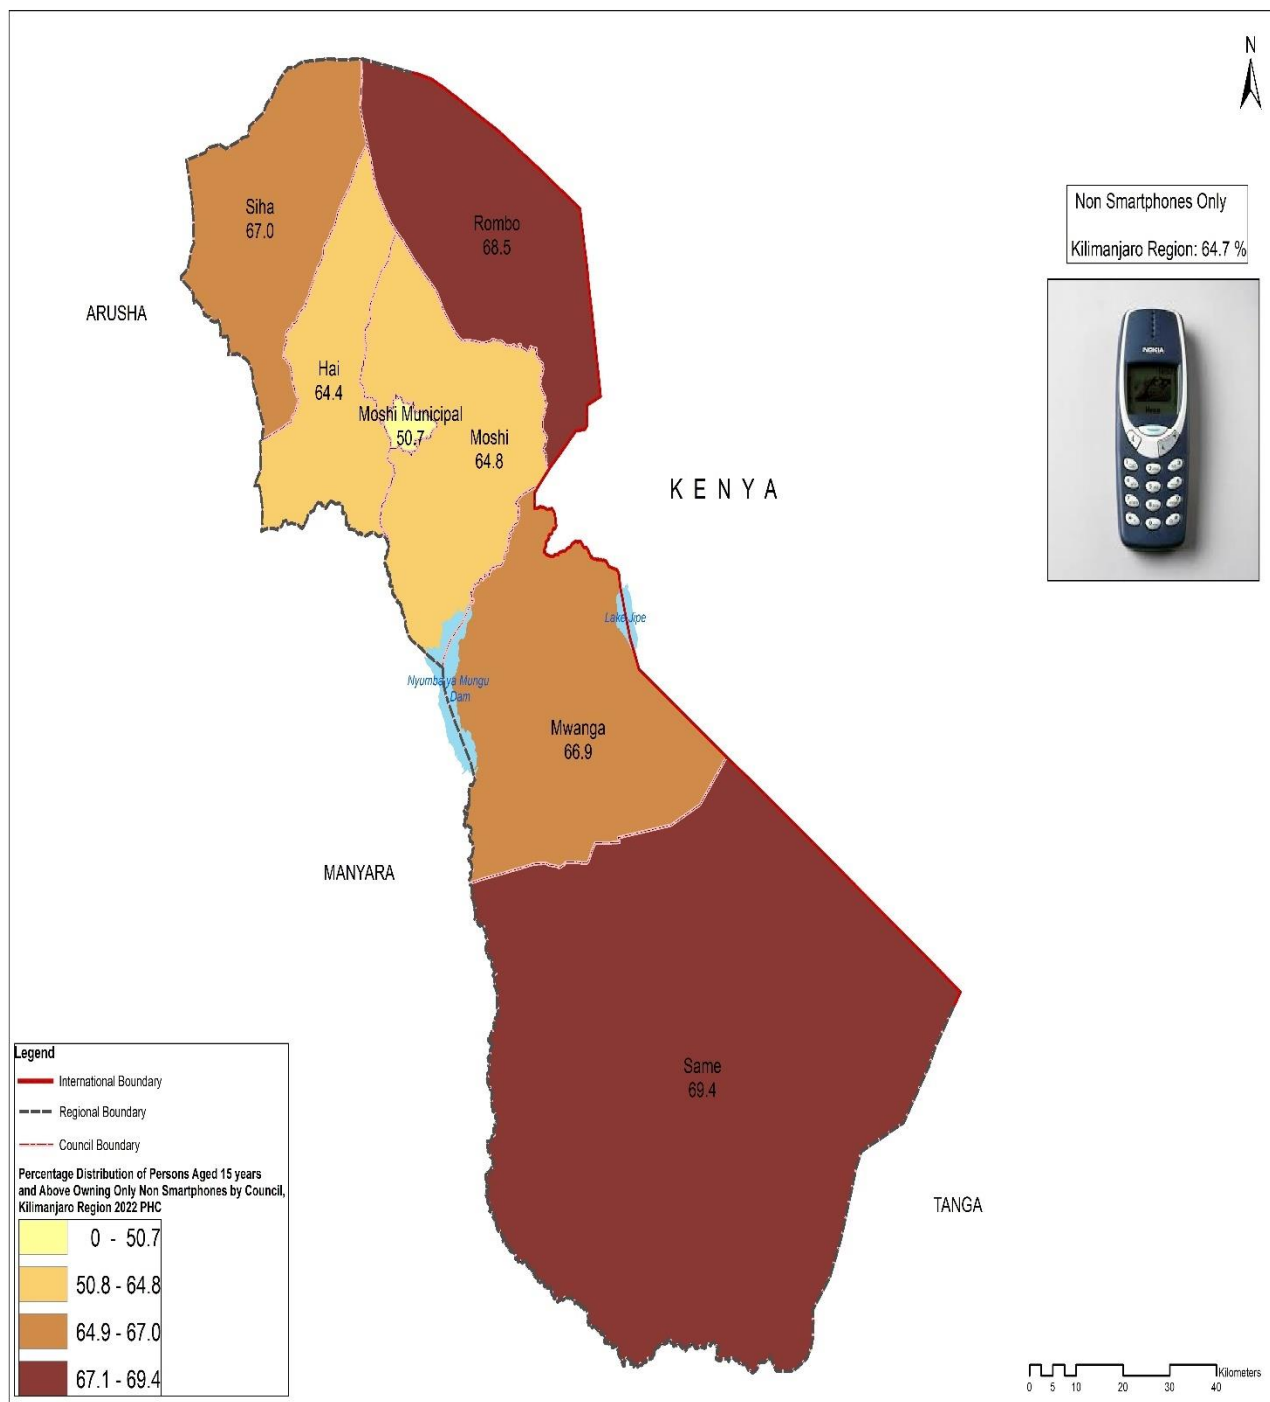 N
Non Smartphones Only
Kilimanjaro Region: 64.7 %
NOKIA
Siha
67.0
Rombo
68.5
ARUSHA
Hai
64.4
Moshi Municipal
50.7
Moshi
64.8
KENYA
Lake Jipe
Nyumba ya Mungu
Dam
Mwanga
66.9
MANYARA
Same
69.4
TANGA
Legend
International Boundary
Regional Boundary
Council Boundary
Percentage Distribution of Persons Aged 15 years
and Above Owning Only Non Smartphones by Council,
Kilimanjaro Region 2022 PHC
0 - 50.7
50.8 - 64.8
64.9 - 67.0
67.1 - 69.4
Kilometers
0 5 10 20 30 40